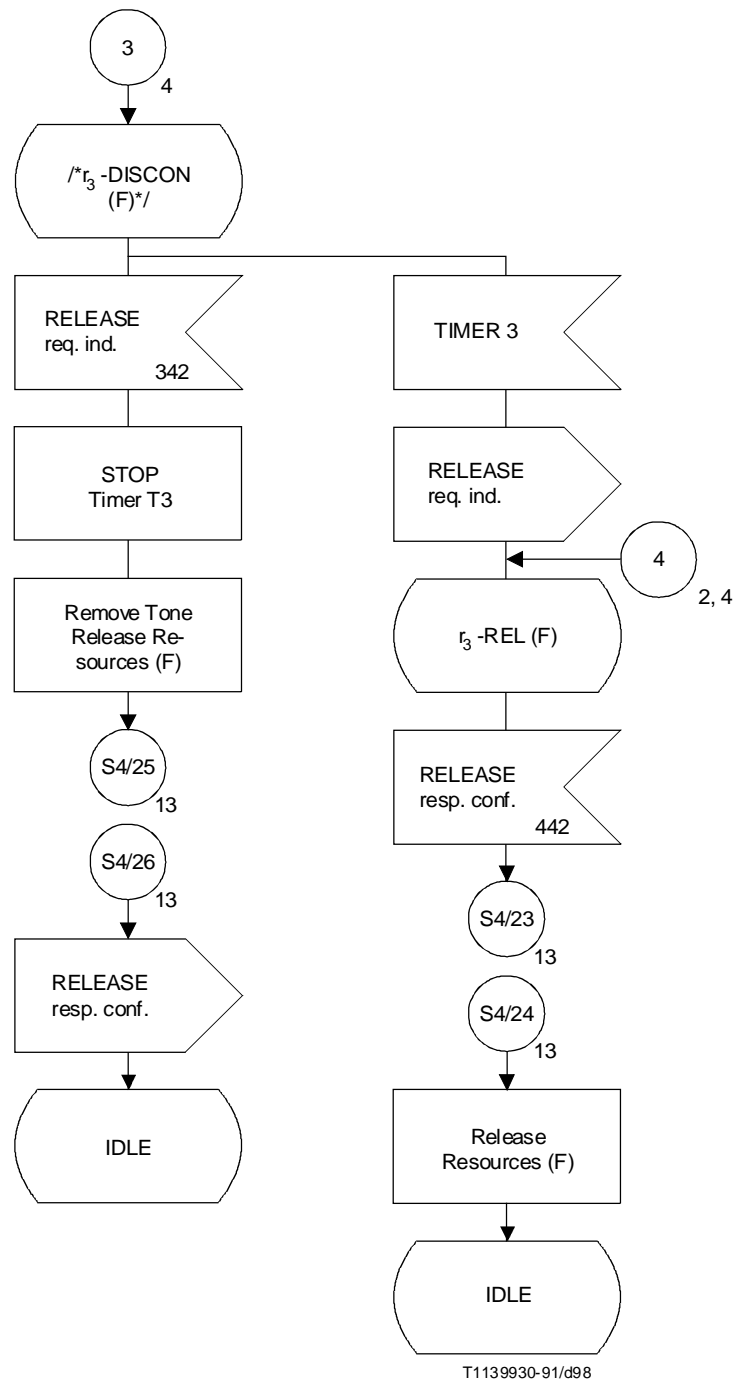 3
4
/*r3 -DISCON
(F)*/
RELEASE
req. ind.
342
STOP
Timer T3
Remove Tone
Release Re-
sources (F)
S4/25
13
S4/26
13
RELEASE
resp. conf.
IDLE
TIMER 3
RELEASE
req. ind.
4
2, 4
r3 -REL (F)
RELEASE
resp. conf.
442
S4/23
13
S4/24
13
Release
Resources (F)
IDLE
T1139930-91/d98